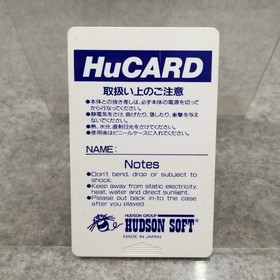 HuCARD
取扱い上のご注意
●本体との抜き差しは、必ず本体の電源を切って
から行なってください。
●静電気をさけ、曲げたり、落したり、衝撃を与え
ないでください。
●熱、水分、直射日光をさけてください。
●使用後はビニールケースに入れてください。
NAME:
Notes
●Don't bend, drop or subject to
shock.
●Keep away from static electricity,
heat, water and direct sunlight.
●Please put back in-to the case
after you played.
HUDSON GROUP
HUDSON SOFT®
MADE IN JAPAN